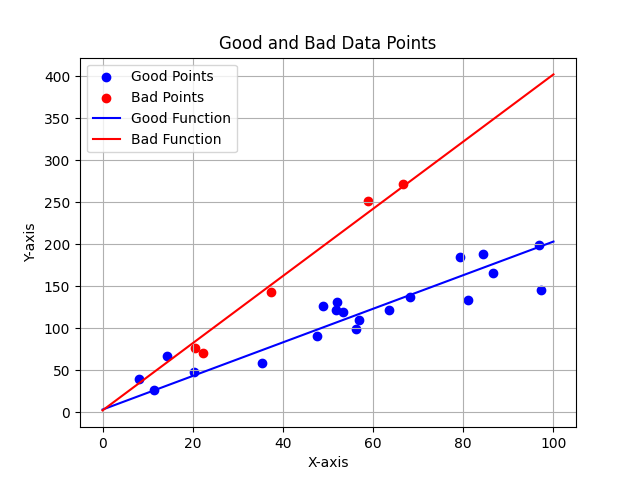 Good and Bad Data Points
Good Points
Bad Points
Good Function
Bad Function
400
350
300
250
200
150
100
50
0
Y-axis
0 20 40 60 80 100
X-axis